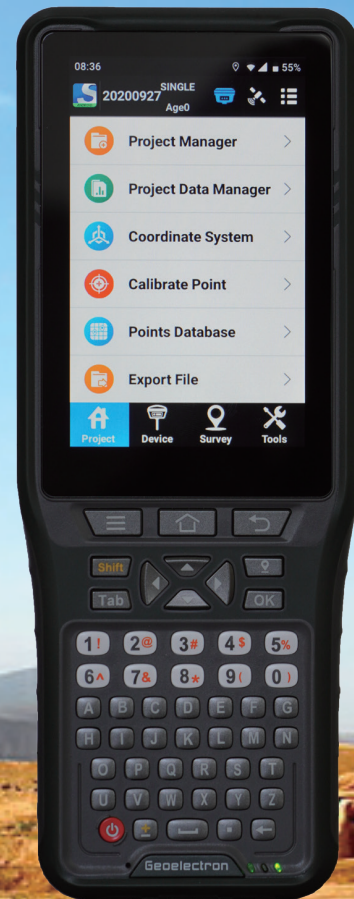 08:36 55%
20200927 SINGLE
Age0
Project Manager
Project Data Manager
Coordinate System
Calibrate Point
Points Database
Export File
Project Device Survey Tools
Shift
Tab OK
1! 2@ 3# 4$ 5%
6^ 7& 8* 9( 0)
A B C D E F G
H I J K L M N
O P Q R S T
U V W X Y Z
Geoelectron